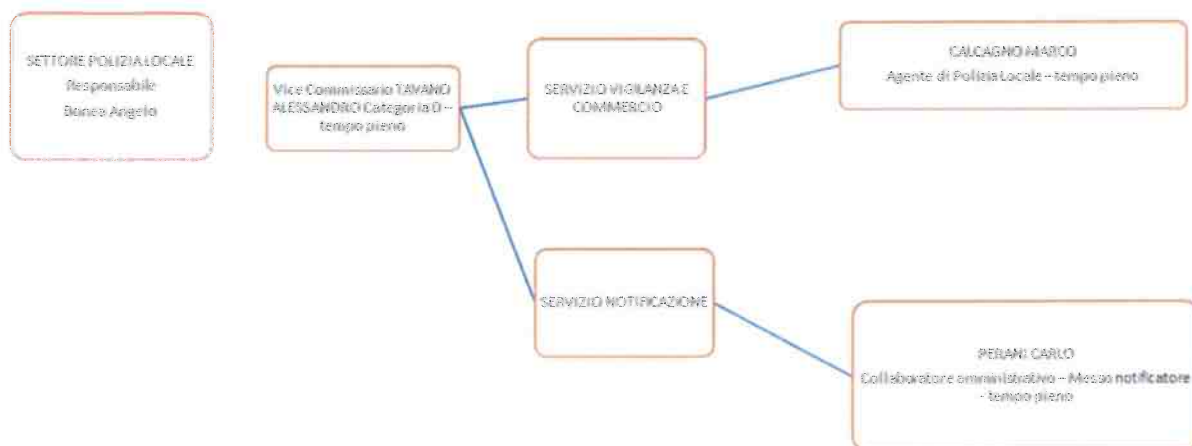 SETTORE POLIZIA LOCALE
Responsabile
Angelo
Vice Commissario TAVANO
ALESSANDRO Categoria D –
tempo pieno
SERVIZIO VIGILANZA E
COMMERCIO
CALCAGNO MARCO
Agente di Polizia Locale – tempo pieno
SERVIZIO NOTIFICAZIONE
PERANI CARLO
Collaboratore amministrativo – Messo notificatore
- tempo pieno